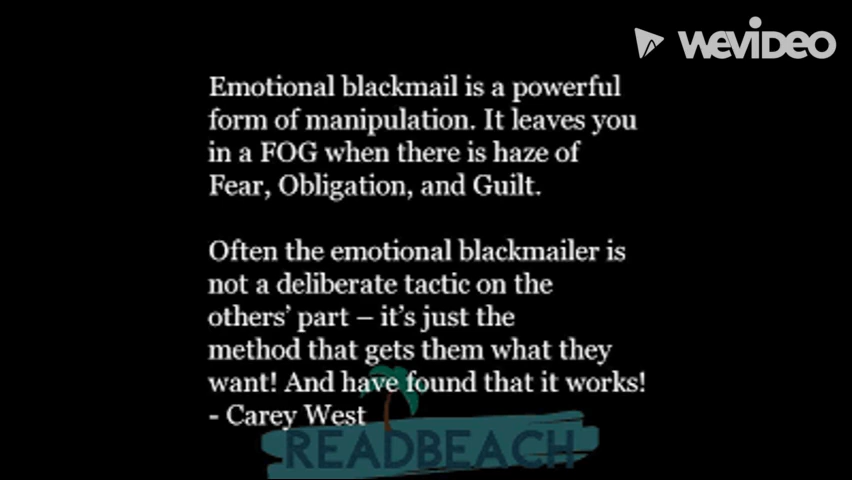 WEVIDEO
Emotional blackmail is a powerful
form of manipulation. It leaves you
in a FOG when there is haze of
Fear, Obligation, and Guilt.
Often the emotional blackmailer is
not a deliberate tactic on the
others’ part – it’s just the
method that gets them what they
want! And have found that it works!
- Carey West
READBEACH